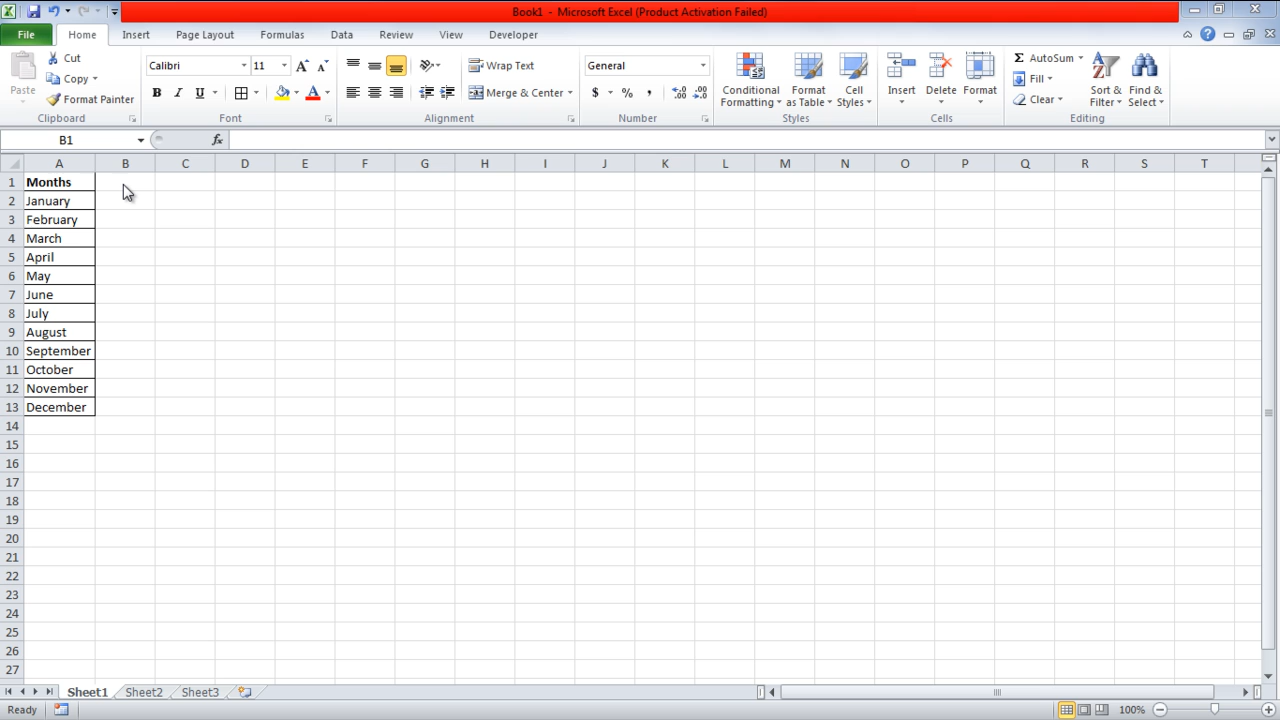 Book1 - Microsoft Excel (Product Activation Failed)
File Home Insert Page Layout Formulas Data Review View Developer
Paste Cut Copy Format Painter
Calibri 11
B I U A
Wrap Text
Merge & Center
General
$ % ,
Conditional Formatting
Format as Table
Cell Styles
Insert Delete Format
Σ AutoSum
Fill
Clear
Sort & Filter
Find & Select
Clipboard Font Alignment Number Styles Cells Editing
B1 fx
A B C D E F G H I J K L M N O P Q R S T
1 Months
2 January
3 February
4 March
5 April
6 May
7 June
8 July
9 August
10 September
11 October
12 November
13 December
14
15
16
17
18
19
20
21
22
23
24
25
26
27
Sheet1 Sheet2 Sheet3
Ready 100%